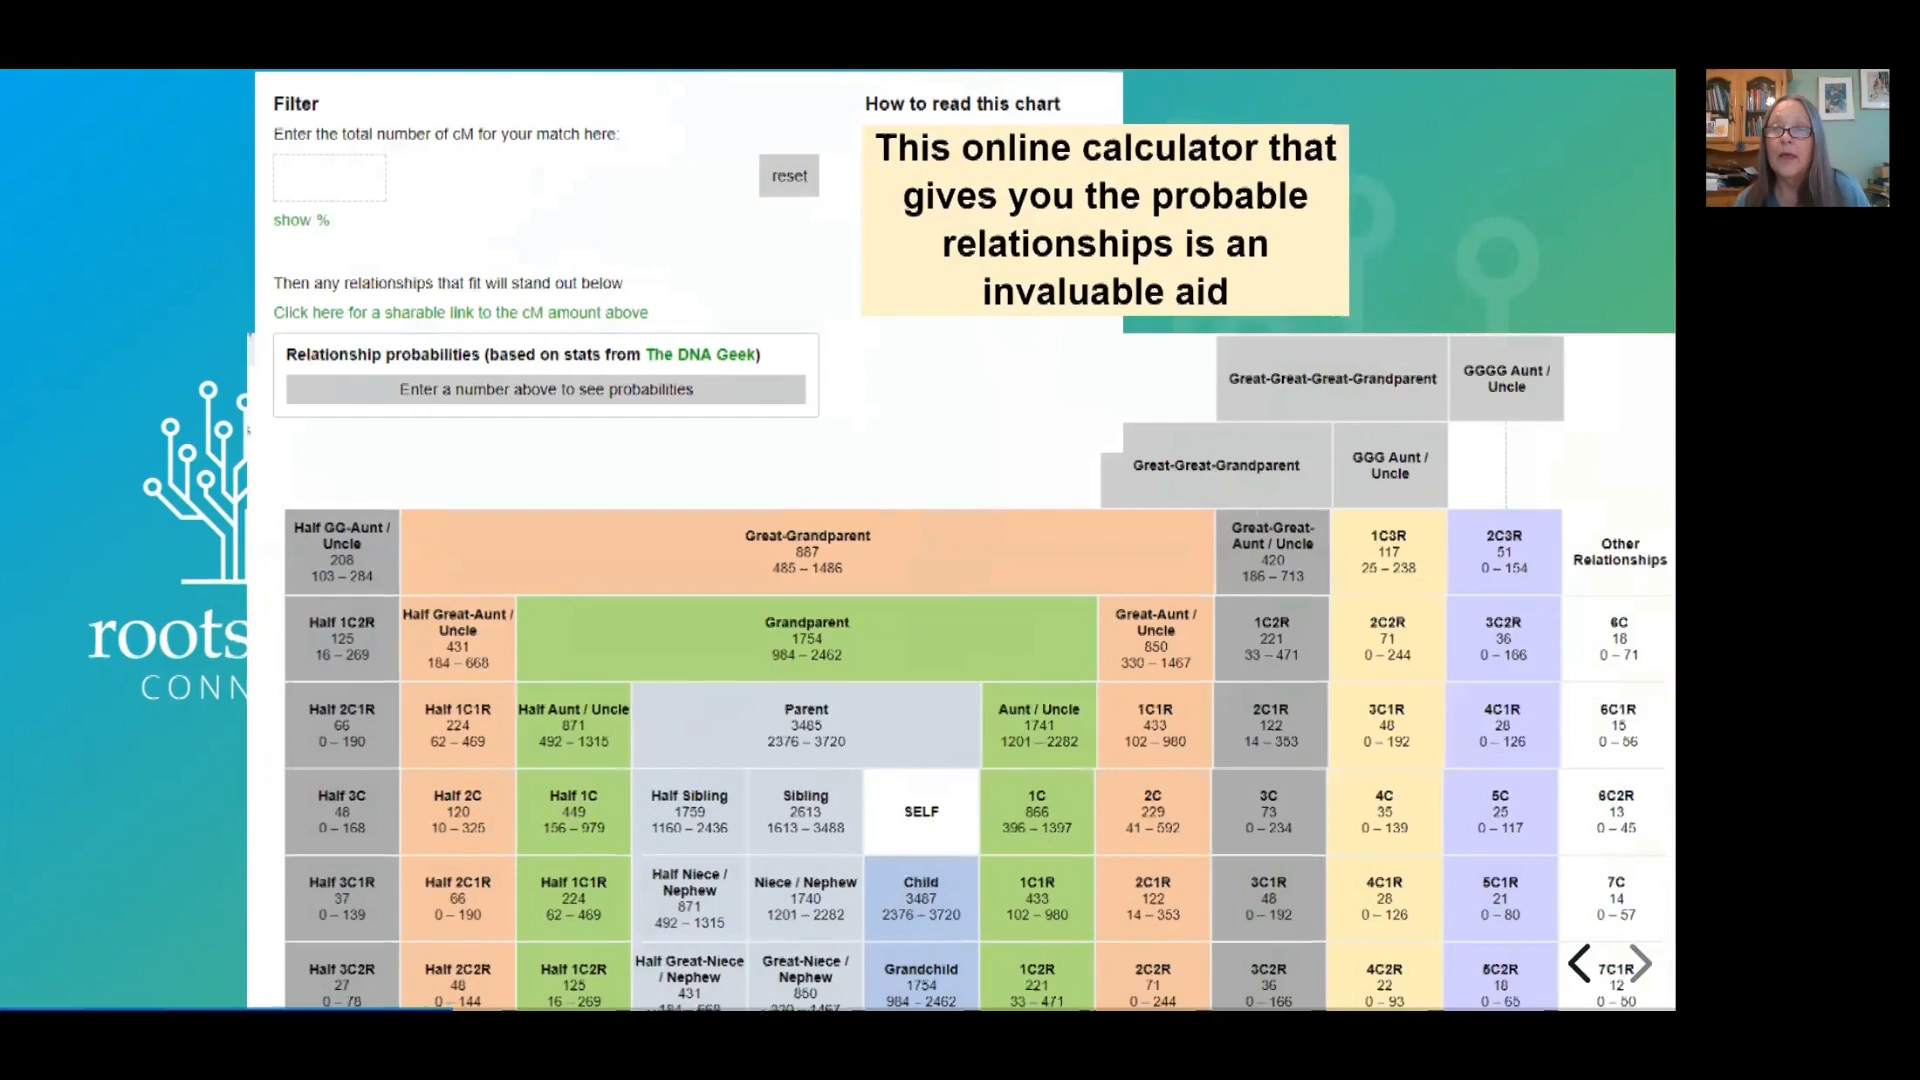 Filter
Enter the total number of cM for your match here:
reset
show %
Then any relationships that fit will stand out below
Click here for a sharable link to the cM amount above
Relationship probabilities (based on stats from The DNA Geek)
Enter a number above to see probabilities
How to read this chart
This online calculator that
gives you the probable
relationships is an
invaluable aid
roots
CONN
Great-Great-Great-Grandparent
GGGG Aunt /
Uncle
Great-Great-Grandparent
GGG Aunt /
Uncle
Half GG-Aunt /
Uncle
208
103 – 284
Great-Grandparent
887
485 – 1486
Great-Great-
Aunt / Uncle
420
186 – 713
1C3R
117
25 – 238
2C3R
51
0 – 154
Other
Relationships
Half 1C2R
125
16 – 269
Half Great-Aunt /
Uncle
431
184 – 668
Grandparent
1754
984 – 2462
Great-Aunt /
Uncle
850
330 – 1467
1C2R
221
33 – 471
2C2R
71
0 – 244
3C2R
36
0 – 166
6C
18
0 – 71
Half 2C1R
66
0 – 190
Half 1C1R
224
62 – 469
Half Aunt / Uncle
871
492 – 1315
Parent
3485
2376 – 3720
Aunt / Uncle
1741
1201 – 2282
1C1R
433
102 – 980
2C1R
122
14 – 353
3C1R
48
0 – 192
4C1R
28
0 – 126
6C1R
15
0 – 56
Half 3C
48
0 – 168
Half 2C
120
10 – 325
Half 1C
449
156 – 979
Half Sibling
1759
1160 – 2436
Sibling
2613
1613 – 3488
SELF
1C
866
396 – 1397
2C
229
41 – 592
3C
73
0 – 234
4C
35
0 – 139
5C
25
0 – 117
6C2R
13
0 – 45
Half 3C1R
37
0 – 139
Half 2C1R
66
0 – 190
Half 1C1R
224
62 – 469
Half Niece /
Nephew
871
492 – 1315
Niece / Nephew
1740
1201 – 2282
Child
3487
2376 – 3720
1C1R
433
102 – 980
2C1R
122
14 – 353
3C1R
48
0 – 192
4C1R
28
0 – 126
5C1R
21
0 – 80
7C
14
0 – 57
Half 3C2R
27
0 – 78
Half 2C2R
48
0 – 144
Half 1C2R
125
16 – 269
Half Great-Niece
/ Nephew
431
Great-Niece /
Nephew
850
Grandchild
1754
984 – 2462
1C2R
221
33 – 471
2C2R
71
0 – 244
3C2R
36
0 – 166
4C2R
22
0 – 93
5C2R
18
0 – 65
7C1R
12
0 – 50